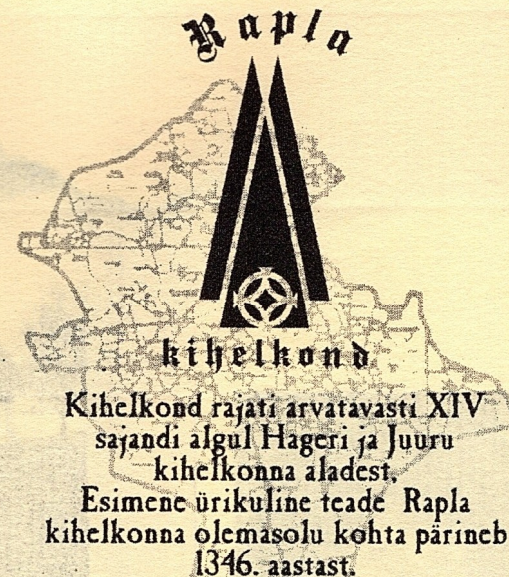 Rapla
kihelkond
Kihelkond rajati arvatavasti XIV
sajandi algul Hageri ja Juuru
kihelkonna aladest.
Esimene ürikuline teade Rapla
kihelkonna olemasolu kohta pärineb
1346. aastast.